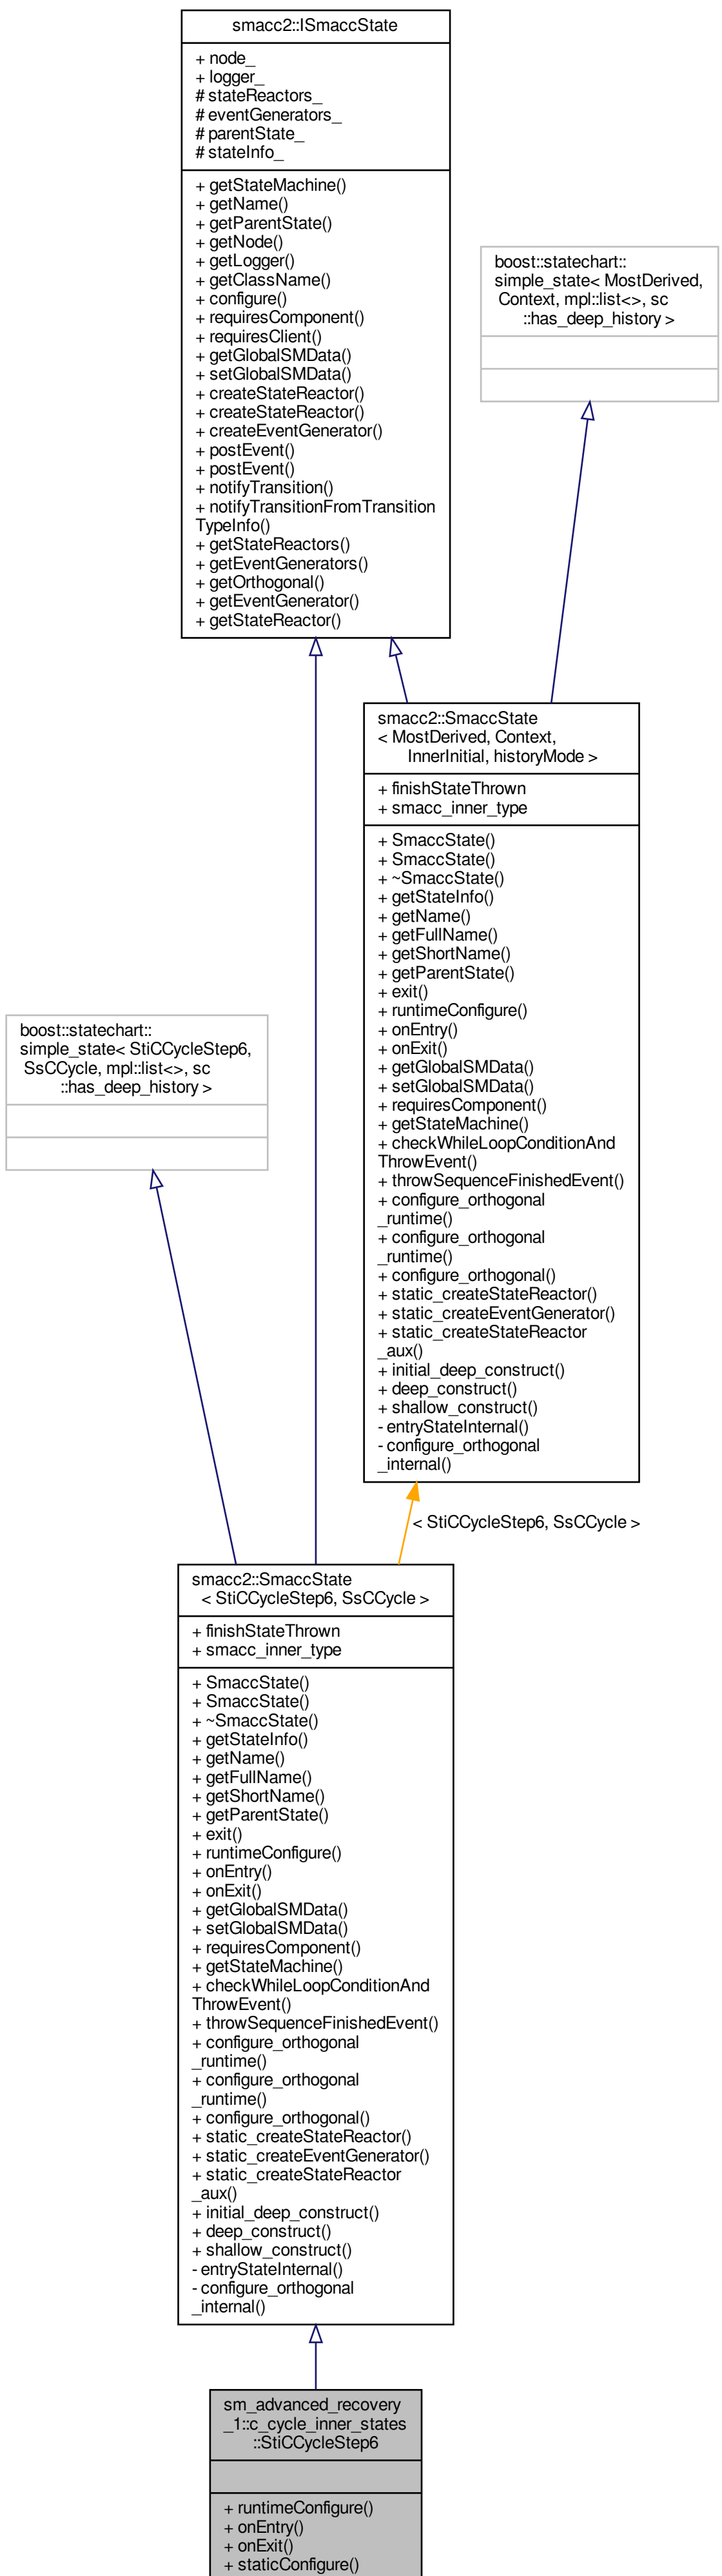 smacc2::ISmaccState
+ node_
+ logger_
# stateReactors_
# eventGenerators_
# parentState_
# stateInfo_
+ getStateMachine()
+ getName()
+ getParentState()
+ getNode()
+ getLogger()
+ getClassName()
+ configure()
+ requiresComponent()
+ requiresClient()
+ getGlobalSMData()
+ setGlobalSMData()
+ createStateReactor()
+ createStateReactor()
+ createEventGenerator()
+ postEvent()
+ postEvent()
+ notifyTransition()
+ notifyTransitionFromTransition
TypeInfo()
+ getStateReactors()
+ getEventGenerators()
+ getOrthogonal()
+ getEventGenerator()
+ getStateReactor()
boost::statechart::
simple_state< MostDerived,
Context, mpl::list<>, sc
::has_deep_history >
smacc2::SmaccState
< MostDerived, Context,
InnerInitial, historyMode >
+ finishStateThrown
+ smacc_inner_type
+ SmaccState()
+ SmaccState()
+ ~SmaccState()
+ getStateInfo()
+ getName()
+ getFullName()
+ getShortName()
+ getParentState()
+ exit()
+ runtimeConfigure()
+ onEntry()
+ onExit()
+ getGlobalSMData()
+ setGlobalSMData()
+ requiresComponent()
+ getStateMachine()
+ checkWhileLoopConditionAnd
ThrowEvent()
+ throwSequenceFinishedEvent()
+ configure_orthogonal
_runtime()
+ configure_orthogonal
_runtime()
+ configure_orthogonal()
+ static_createStateReactor()
+ static_createEventGenerator()
+ static_createStateReactor
_aux()
+ initial_deep_construct()
+ deep_construct()
+ shallow_construct()
- entryStateInternal()
- configure_orthogonal
_internal()
boost::statechart::
simple_state< StiCCycleStep6,
SsCCycle, mpl::list<>, sc
::has_deep_history >
< StiCCycleStep6, SsCCycle >
smacc2::SmaccState
< StiCCycleStep6, SsCCycle >
+ finishStateThrown
+ smacc_inner_type
+ SmaccState()
+ SmaccState()
+ ~SmaccState()
+ getStateInfo()
+ getName()
+ getFullName()
+ getShortName()
+ getParentState()
+ exit()
+ runtimeConfigure()
+ onEntry()
+ onExit()
+ getGlobalSMData()
+ setGlobalSMData()
+ requiresComponent()
+ getStateMachine()
+ checkWhileLoopConditionAnd
ThrowEvent()
+ throwSequenceFinishedEvent()
+ configure_orthogonal
_runtime()
+ configure_orthogonal
_runtime()
+ configure_orthogonal()
+ static_createStateReactor()
+ static_createEventGenerator()
+ static_createStateReactor
_aux()
+ initial_deep_construct()
+ deep_construct()
+ shallow_construct()
- entryStateInternal()
- configure_orthogonal
_internal()
sm_advanced_recovery
_1::c_cycle_inner_states
::StiCCycleStep6
+ runtimeConfigure()
+ onEntry()
+ onExit()
+ staticConfigure()